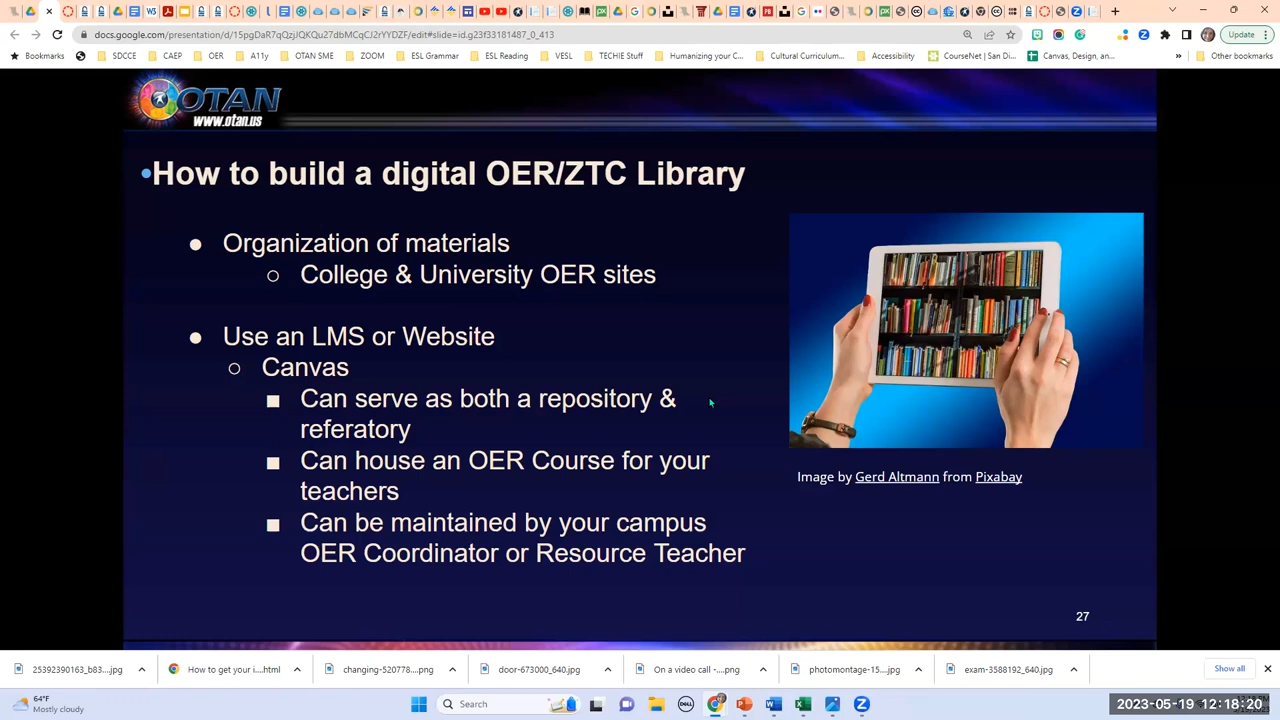 docs.google.com/presentation/d/15pgDaR7qQzjIQKQu27dbMCqCJ2rYYDZF/edit#slide=id.g23f33181487_0_413
Update
Bookmarks
SDCCE
CAEP
OER
A11y
OTAN SME
ZOOM
ESL Grammar
ESL Reading
VESL
TECHIE Stuff
Humanizing your C...
Cultural Curriculum...
Accessibility
CourseNet | San Di...
Canvas, Design, an...
»
Other bookmarks
OTAN
www.otan.us
•How to build a digital OER/ZTC Library
● Organization of materials
○ College & University OER sites
● Use an LMS or Website
○ Canvas
■ Can serve as both a repository &
referatory
■ Can house an OER Course for your
teachers
■ Can be maintained by your campus
OER Coordinator or Resource Teacher
Image by Gerd Altmann from Pixabay
27
25392390163_b83....jpg
How to get your i....html
changing-520778....png
door-673000_640.jpg
On a video call -....png
photomontage-15....jpg
exam-3588192_640.jpg
Show all
64°F
Mostly cloudy
Search
2023-05-19 12:18:20